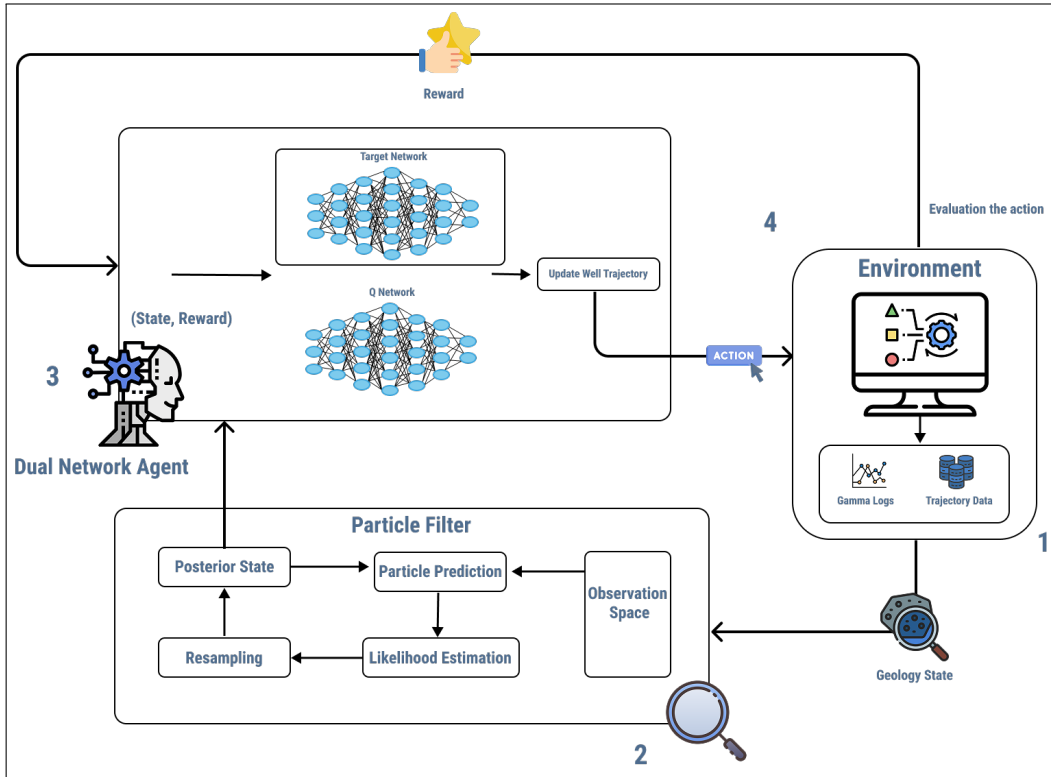 Reward
Target Network
4
Evaluation the action
Environment
Update Well Trajectory
Q Network
(State, Reward)
ACTION
3
Dual Network Agent
Gamma Logs
Trajectory Data
1
Particle Filter
Posterior State
Particle Prediction
Observation
Space
Resampling
Likelihood Estimation
Geology State
2